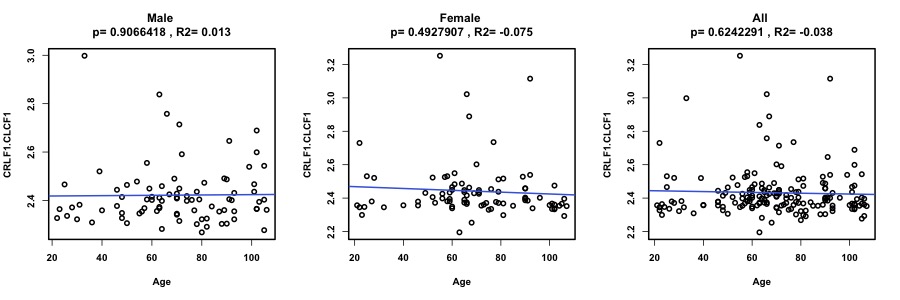 Male
p= 0.9066418 , R2= 0.013
CRLF1.CLCF1
3.0
2.8
2.6
2.4
20 40 60 80 100
Age
Female
p= 0.4927907 , R2= -0.075
CRLF1.CLCF1
3.2
3.0
2.8
2.6
2.4
2.2
20 40 60 80 100
Age
All
p= 0.6242291 , R2= -0.038
CRLF1.CLCF1
3.2
3.0
2.8
2.6
2.4
2.2
20 40 60 80 100
Age